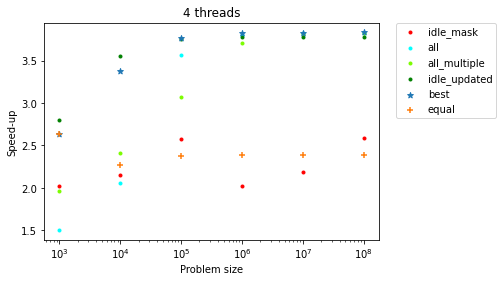 4 threads
Speed-up
3.5
3.0
2.5
2.0
1.5
10³
10⁴
10⁵
10⁶
10⁷
10⁸
Problem size
idle_mask
all
all_multiple
idle_updated
best
equal